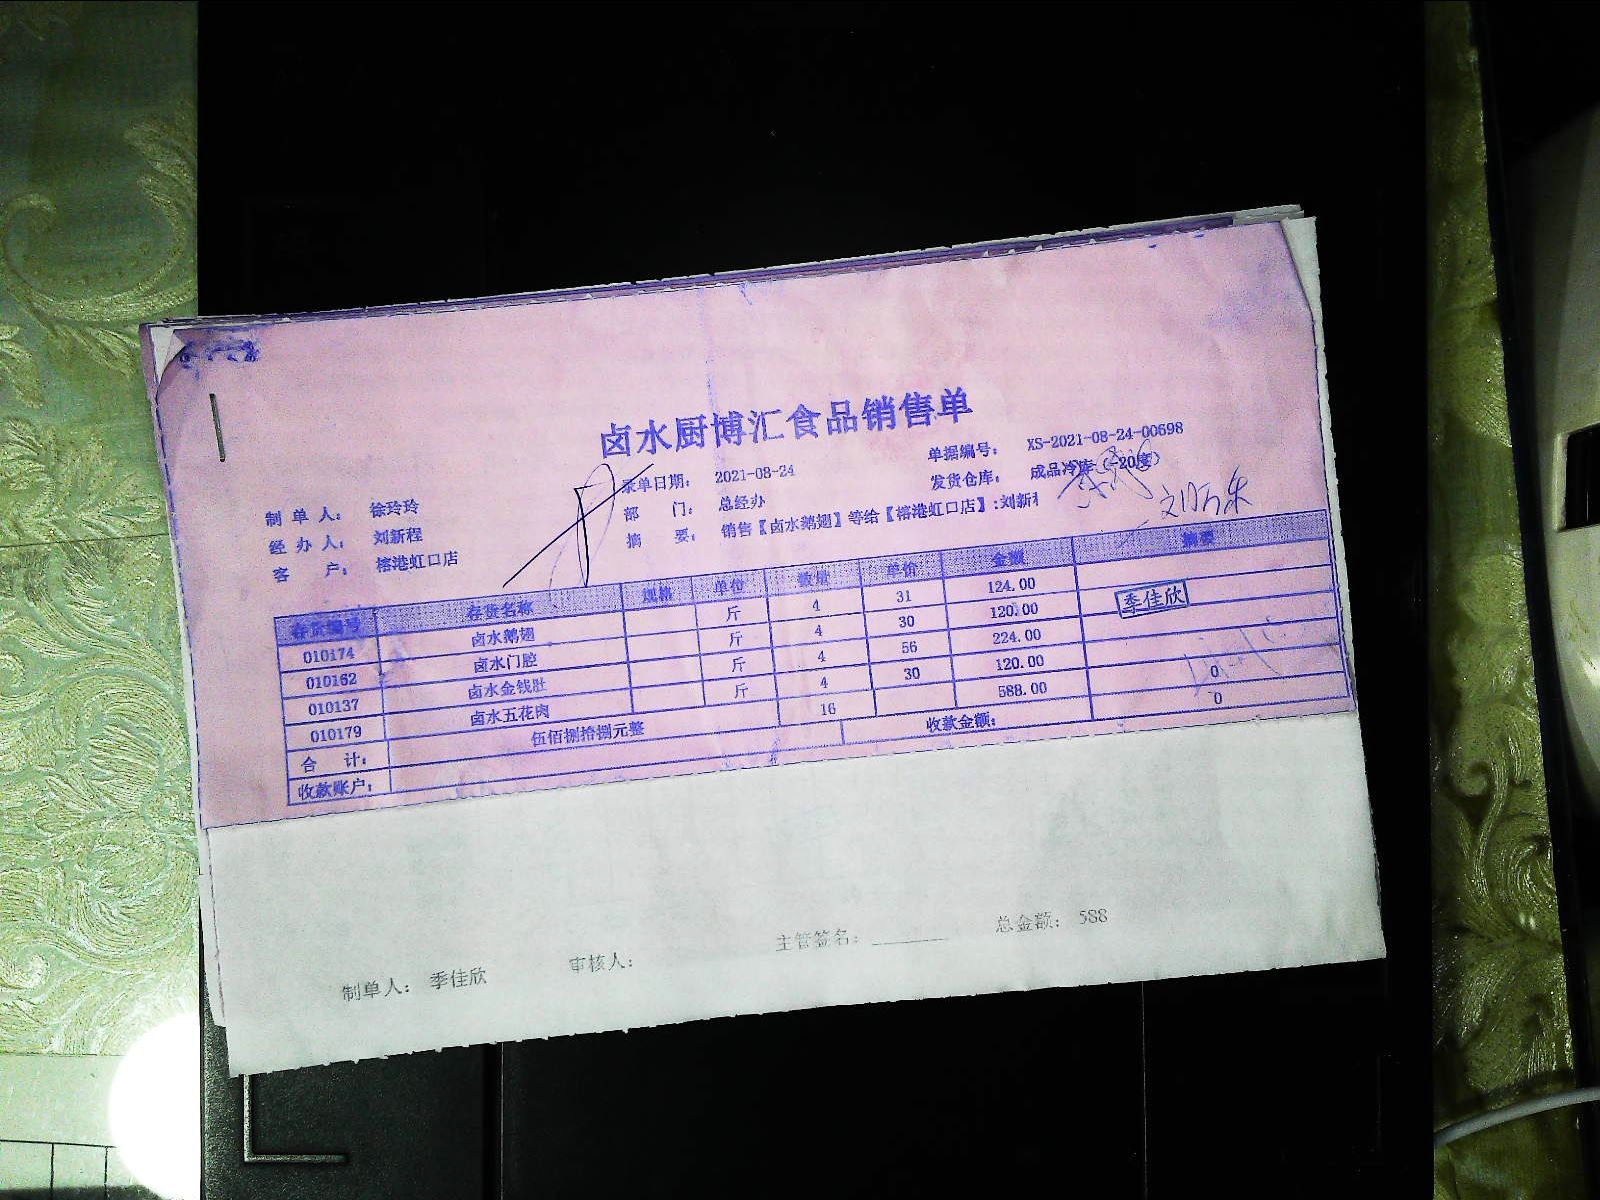 卤水厨博汇食品销售单
制单人： 徐玲玲 录单日期： 2021-08-24 单据编号： XS-2021-08-24-00698
经办人： 刘新程 部 门： 总经办 发货仓库： 成品冷库（-20度）
客 户： 榕港虹口店 摘 要： 销售【卤水鹅翅】等给【榕港虹口店】:刘新
存货编号 存货名称 规格 单位 数量 单价 金额 摘要
010174 卤水鹅翅 斤 4 31 124.00
010162 卤水门腔 斤 4 30 120.00
010137 卤水金钱肚 斤 4 56 224.00
010179 卤水五花肉 斤 4 30 120.00
合 计： 伍佰捌拾捌元整 16 588.00 0
收款账户： 收款金额： 0
季佳欣
制单人： 季佳欣 审核人： 主管签名： 总金额： 588